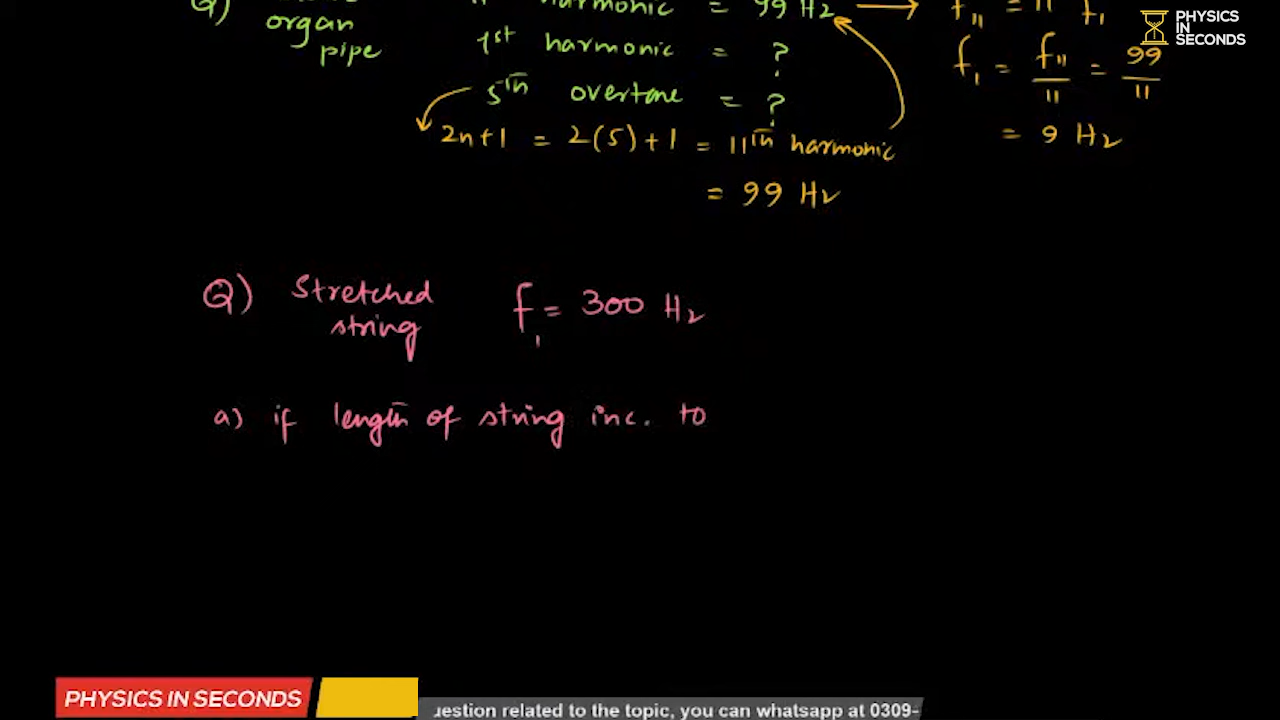 Q) organ pipe
harmonic = 99 Hz → f₁₁ = 11 f₁
1st harmonic = ?
f₁ = f₁₁/11 = 99/11
5th overtone = ?
= 9 Hz
2n+1 = 2(5)+1 = 11th harmonic
= 99 Hz
Q) Stretched string f₁ = 300 Hz
a) if length of string inc. to
PHYSICS IN SECONDS
PHYSICS IN SECONDS
uestion related to the topic, you can whatsapp at 0309-